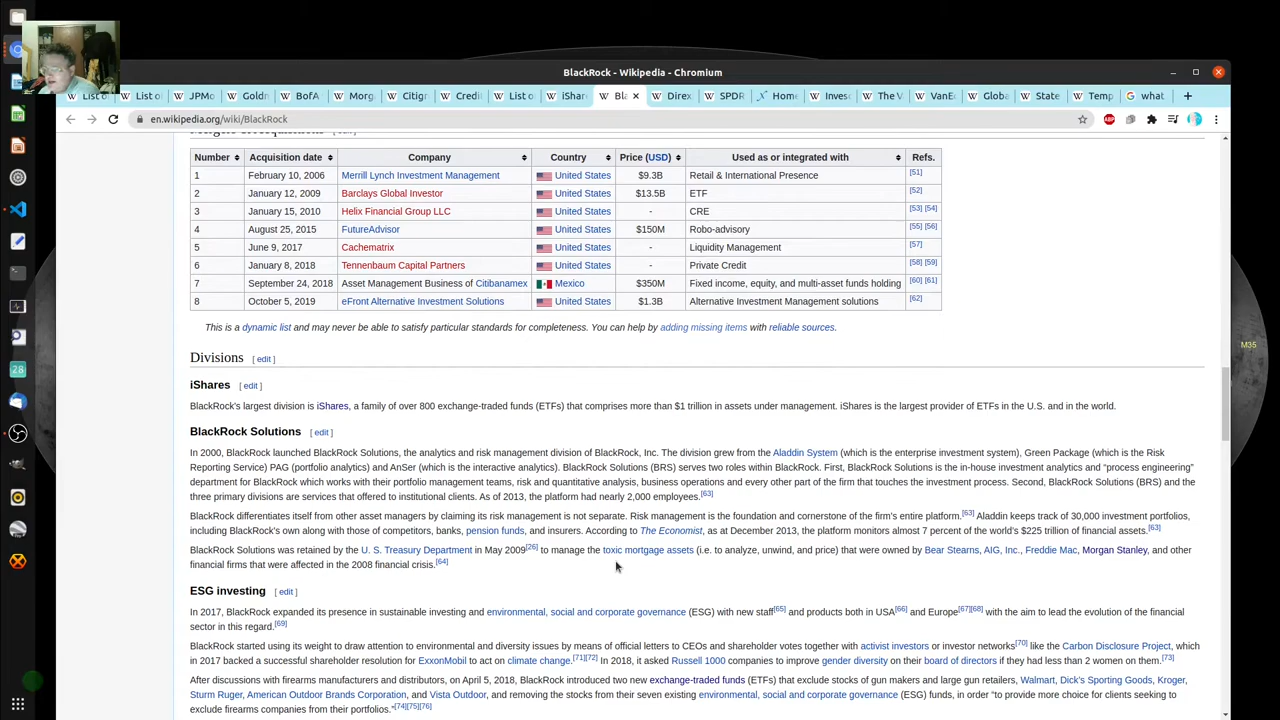 BlackRock - Wikipedia - Chromium
List o List o JPMo Goldn BofA Morg Citigr Credi List o iShare Bla Direx SPDR Home Inves The V VanE Globa State Temp what
en.wikipedia.org/wiki/BlackRock
Number Acquisition date Company Country Price (USD) Used as or integrated with Refs.
1 February 10, 2006 Merrill Lynch Investment Management United States $9.3B Retail & International Presence [51]
2 January 12, 2009 Barclays Global Investor United States $13.5B ETF [52]
3 January 15, 2010 Helix Financial Group LLC United States - CRE [53] [54]
4 August 25, 2015 FutureAdvisor United States $150M Robo-advisory [55] [56]
5 June 9, 2017 Cachematrix United States - Liquidity Management [57]
6 January 8, 2018 Tennenbaum Capital Partners United States - Private Credit [58] [59]
7 September 24, 2018 Asset Management Business of Citibanamex Mexico $350M Fixed income, equity, and multi-asset funds holding [60] [61]
8 October 5, 2019 eFront Alternative Investment Solutions United States $1.3B Alternative Investment Management solutions [62]
This is a dynamic list and may never be able to satisfy particular standards for completeness. You can help by adding missing items with reliable sources.
Divisions [ edit ]
iShares [ edit ]
BlackRock's largest division is iShares, a family of over 800 exchange-traded funds (ETFs) that comprises more than $1 trillion in assets under management. iShares is the largest provider of ETFs in the U.S. and in the world.
BlackRock Solutions [ edit ]
In 2000, BlackRock launched BlackRock Solutions, the analytics and risk management division of BlackRock, Inc. The division grew from the Aladdin System (which is the enterprise investment system), Green Package (which is the Risk
Reporting Service) PAG (portfolio analytics) and AnSer (which is the interactive analytics). BlackRock Solutions (BRS) serves two roles within BlackRock. First, BlackRock Solutions is the in-house investment analytics and "process engineering"
department for BlackRock which works with their portfolio management teams, risk and quantitative analysis, business operations and every other part of the firm that touches the investment process. Second, BlackRock Solutions (BRS) and the
three primary divisions are services that offered to institutional clients. As of 2013, the platform had nearly 2,000 employees.[63]
BlackRock differentiates itself from other asset managers by claiming its risk management is not separate. Risk management is the foundation and cornerstone of the firm's entire platform.[63] Aladdin keeps track of 30,000 investment portfolios,
including BlackRock's own along with those of competitors, banks, pension funds, and insurers. According to The Economist, as at December 2013, the platform monitors almost 7 percent of the world's $225 trillion of financial assets.[63]
BlackRock Solutions was retained by the U. S. Treasury Department in May 2009[26] to manage the toxic mortgage assets (i.e. to analyze, unwind, and price) that were owned by Bear Stearns, AIG, Inc., Freddie Mac, Morgan Stanley, and other
financial firms that were affected in the 2008 financial crisis.[64]
ESG investing [ edit ]
In 2017, BlackRock expanded its presence in sustainable investing and environmental, social and corporate governance (ESG) with new staff[65] and products both in USA[66] and Europe[67][68] with the aim to lead the evolution of the financial
sector in this regard.[69]
BlackRock started using its weight to draw attention to environmental and diversity issues by means of official letters to CEOs and shareholder votes together with activist investors or investor networks[70] like the Carbon Disclosure Project, which
in 2017 backed a successful shareholder resolution for ExxonMobil to act on climate change.[71][72] In 2018, it asked Russell 1000 companies to improve gender diversity on their board of directors if they had less than 2 women on them.[73]
After discussions with firearms manufacturers and distributors, on April 5, 2018, BlackRock introduced two new exchange-traded funds (ETFs) that exclude stocks of gun makers and large gun retailers, Walmart, Dick's Sporting Goods, Kroger,
Sturm Ruger, American Outdoor Brands Corporation, and Vista Outdoor, and removing the stocks from their seven existing environmental, social and corporate governance (ESG) funds, in order "to provide more choice for clients seeking to
exclude firearms companies from their portfolios."[74][75][76]
28
M35